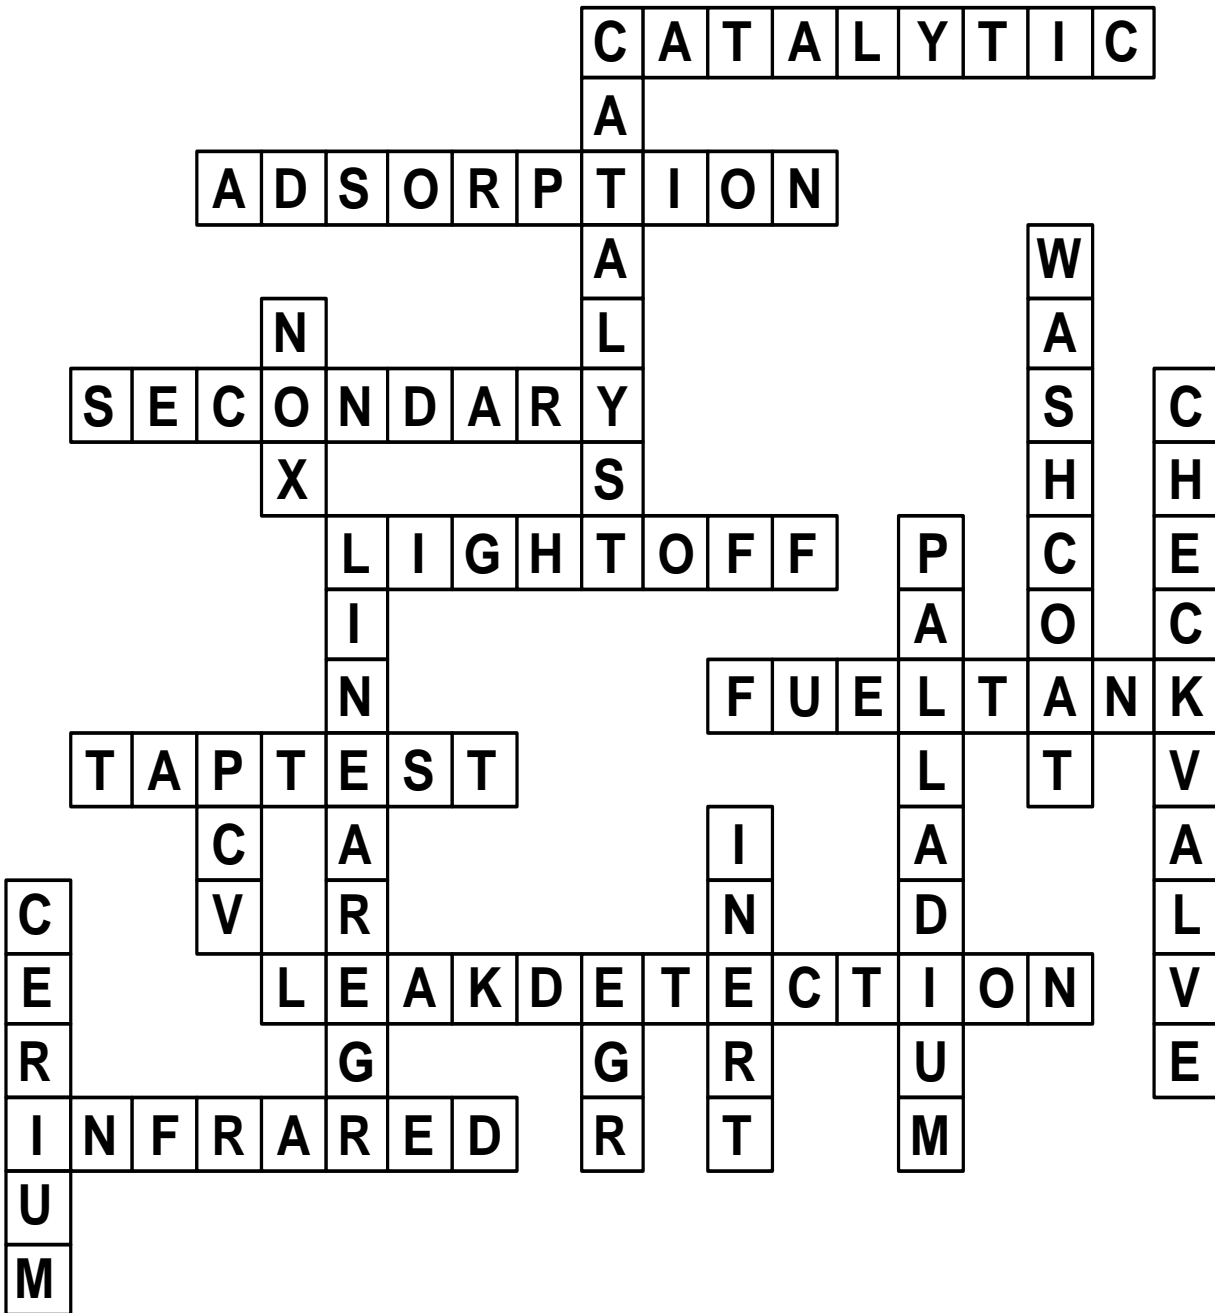 CATALYTIC
A
ADSORPTION
A W
N L A
SECONDARY S C
X S H H
LIGHTOFF P C E
I A O C
N FUELTANK
TAPTEST L T V
C A I A A
C V R N D L
E LEAKDETECTION V
R G G R U E
INFRARED R T M
U
M